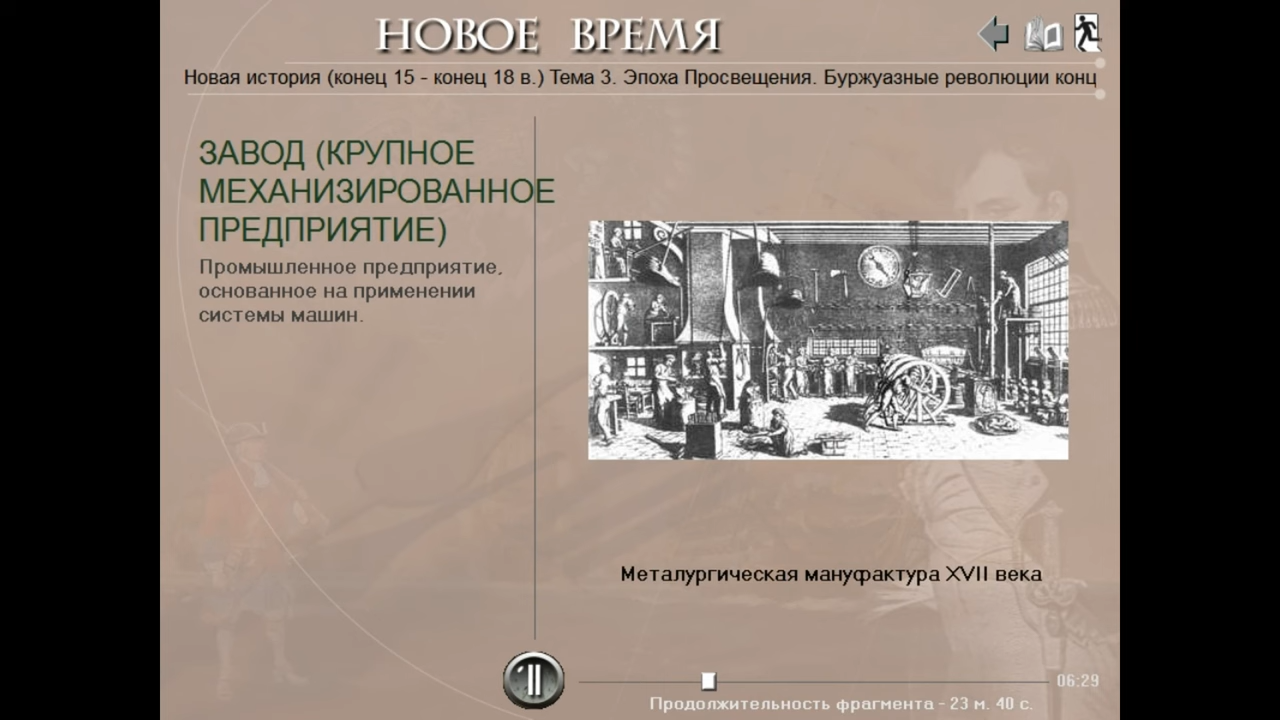 НОВОЕ ВРЕМЯ
Новая история (конец 15 - конец 18 в.) Тема 3. Эпоха Просвещения. Буржуазные революции конц
ЗАВОД (КРУПНОЕ
МЕХАНИЗИРОВАННОЕ
ПРЕДПРИЯТИЕ)
Промышленное предприятие,
основанное на применении
системы машин.
Металургическая мануфактура XVII века
06:29
Продолжительность фрагмента - 23 м. 40 с.